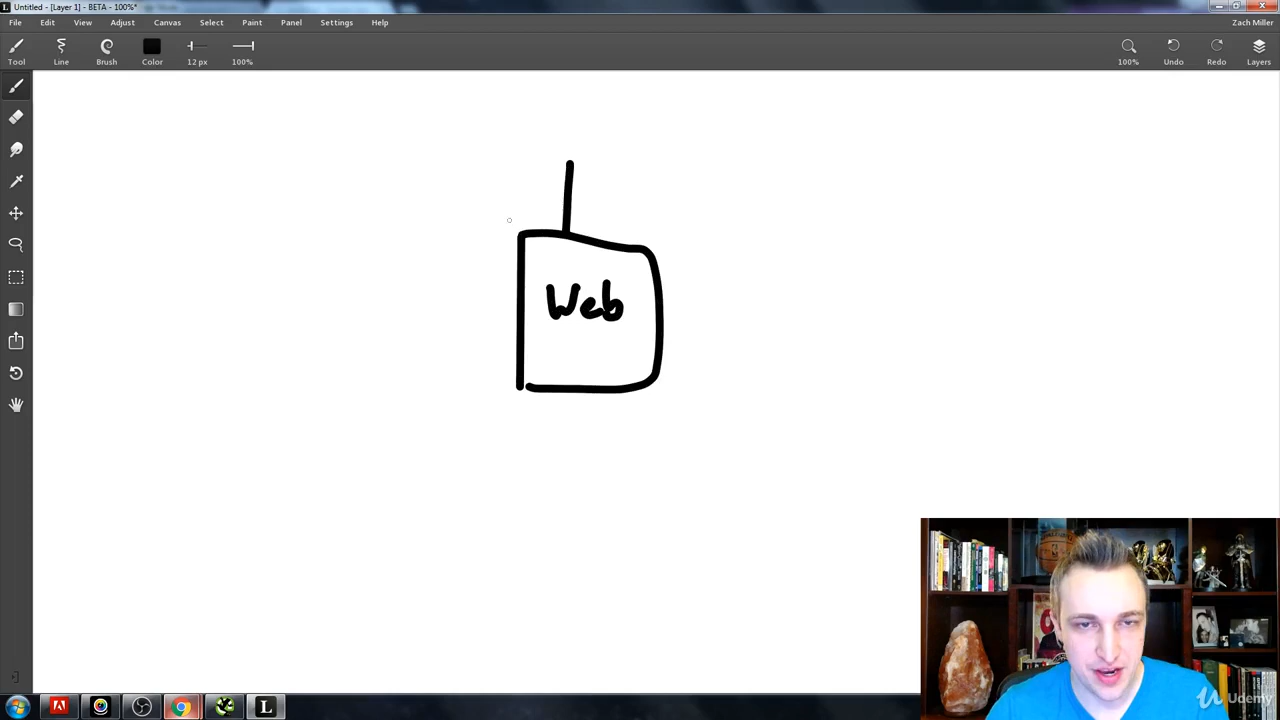 Untitled - [Layer 1] - BETA - 100%*
File Edit View Adjust Canvas Select Paint Panel Settings Help Zach Miller
Tool Line Brush Color 12 px 100% 100% Undo Redo Layers
Web
Udemy